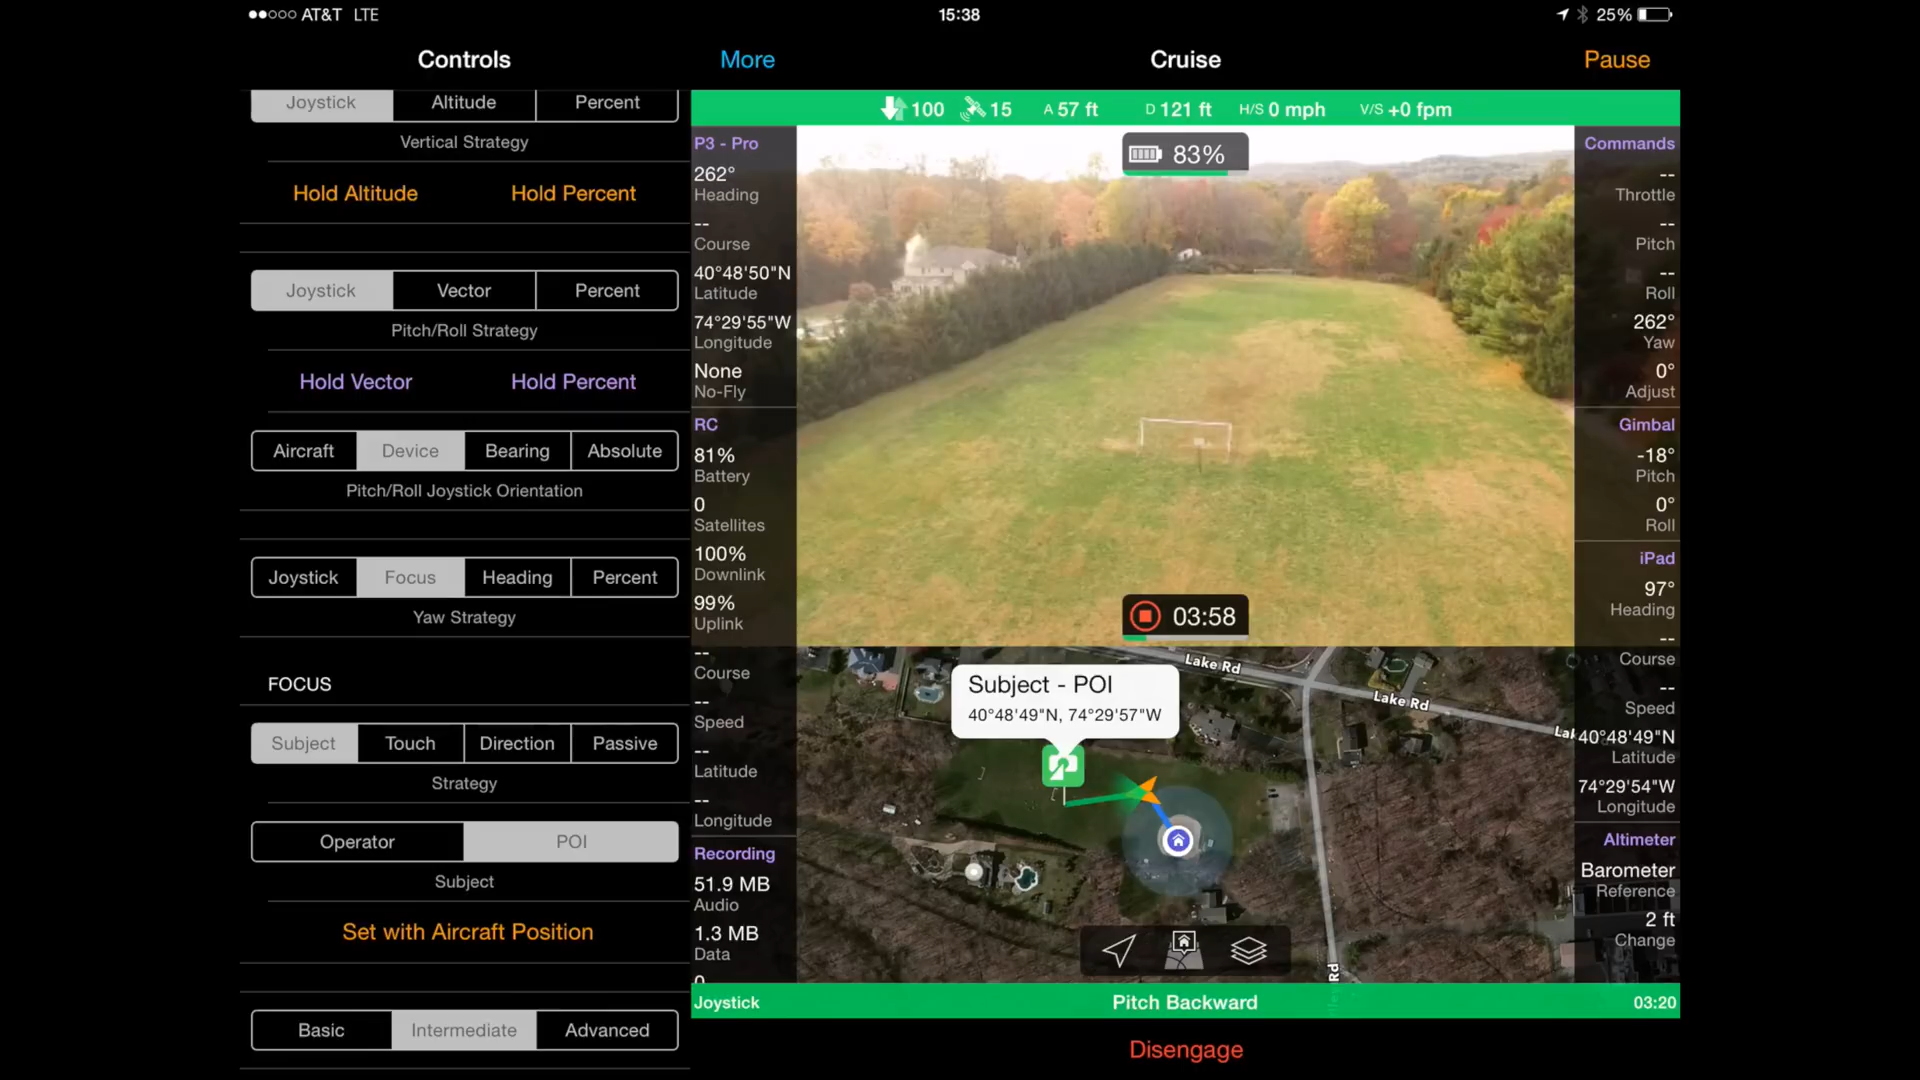 AT&T LTE
15:38
25%
Controls
More
Cruise
Pause
Joystick Altitude Percent
Vertical Strategy
Hold Altitude Hold Percent
Joystick Vector Percent
Pitch/Roll Strategy
Hold Vector Hold Percent
Aircraft Device Bearing Absolute
Pitch/Roll Joystick Orientation
Joystick Focus Heading Percent
Yaw Strategy
FOCUS
Subject Touch Direction Passive
Strategy
Operator POI
Subject
Set with Aircraft Position
Basic Intermediate Advanced
100 15 A 57 ft D 121 ft H/S 0 mph V/S +0 fpm
P3 - Pro
262°
Heading
--
Course
40°48'50"N
Latitude
74°29'55"W
Longitude
None
No-Fly
RC
81%
Battery
0
Satellites
100%
Downlink
99%
Uplink
--
Course
--
Speed
--
Latitude
--
Longitude
Recording
51.9 MB
Audio
1.3 MB
Data
0
83%
03:58
Lake Rd
Lake Rd
Subject - POI
40°48'49"N, 74°29'57"W
Commands
--
Throttle
--
Pitch
--
Roll
262°
Yaw
0°
Adjust
Gimbal
-18°
Pitch
0°
Roll
iPad
97°
Heading
--
Course
--
Speed
40°48'49"N
Latitude
74°29'54"W
Longitude
Altimeter
Barometer
Reference
2 ft
Change
Joystick
Pitch Backward
03:20
Disengage